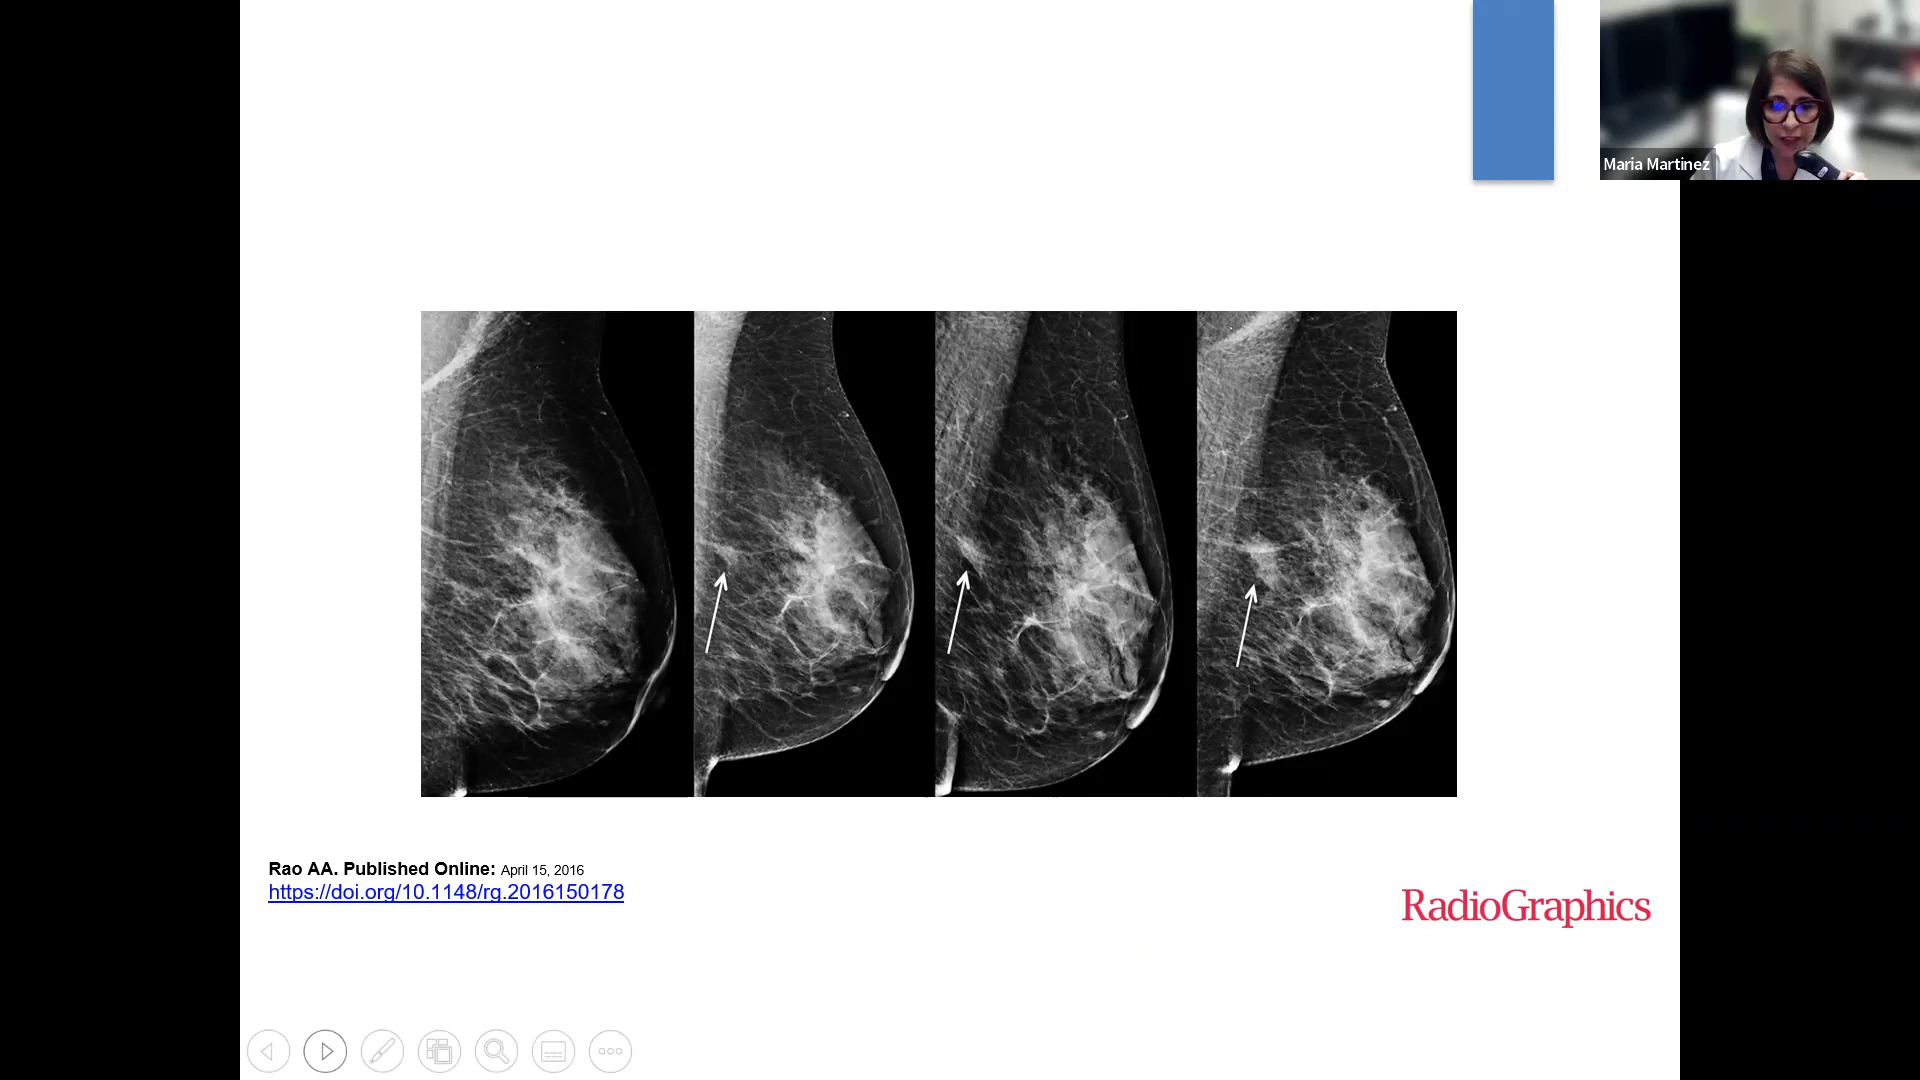 Maria Martinez
Rao AA. Published Online: April 15, 2016
https://doi.org/10.1148/rg.2016150178
RadioGraphics